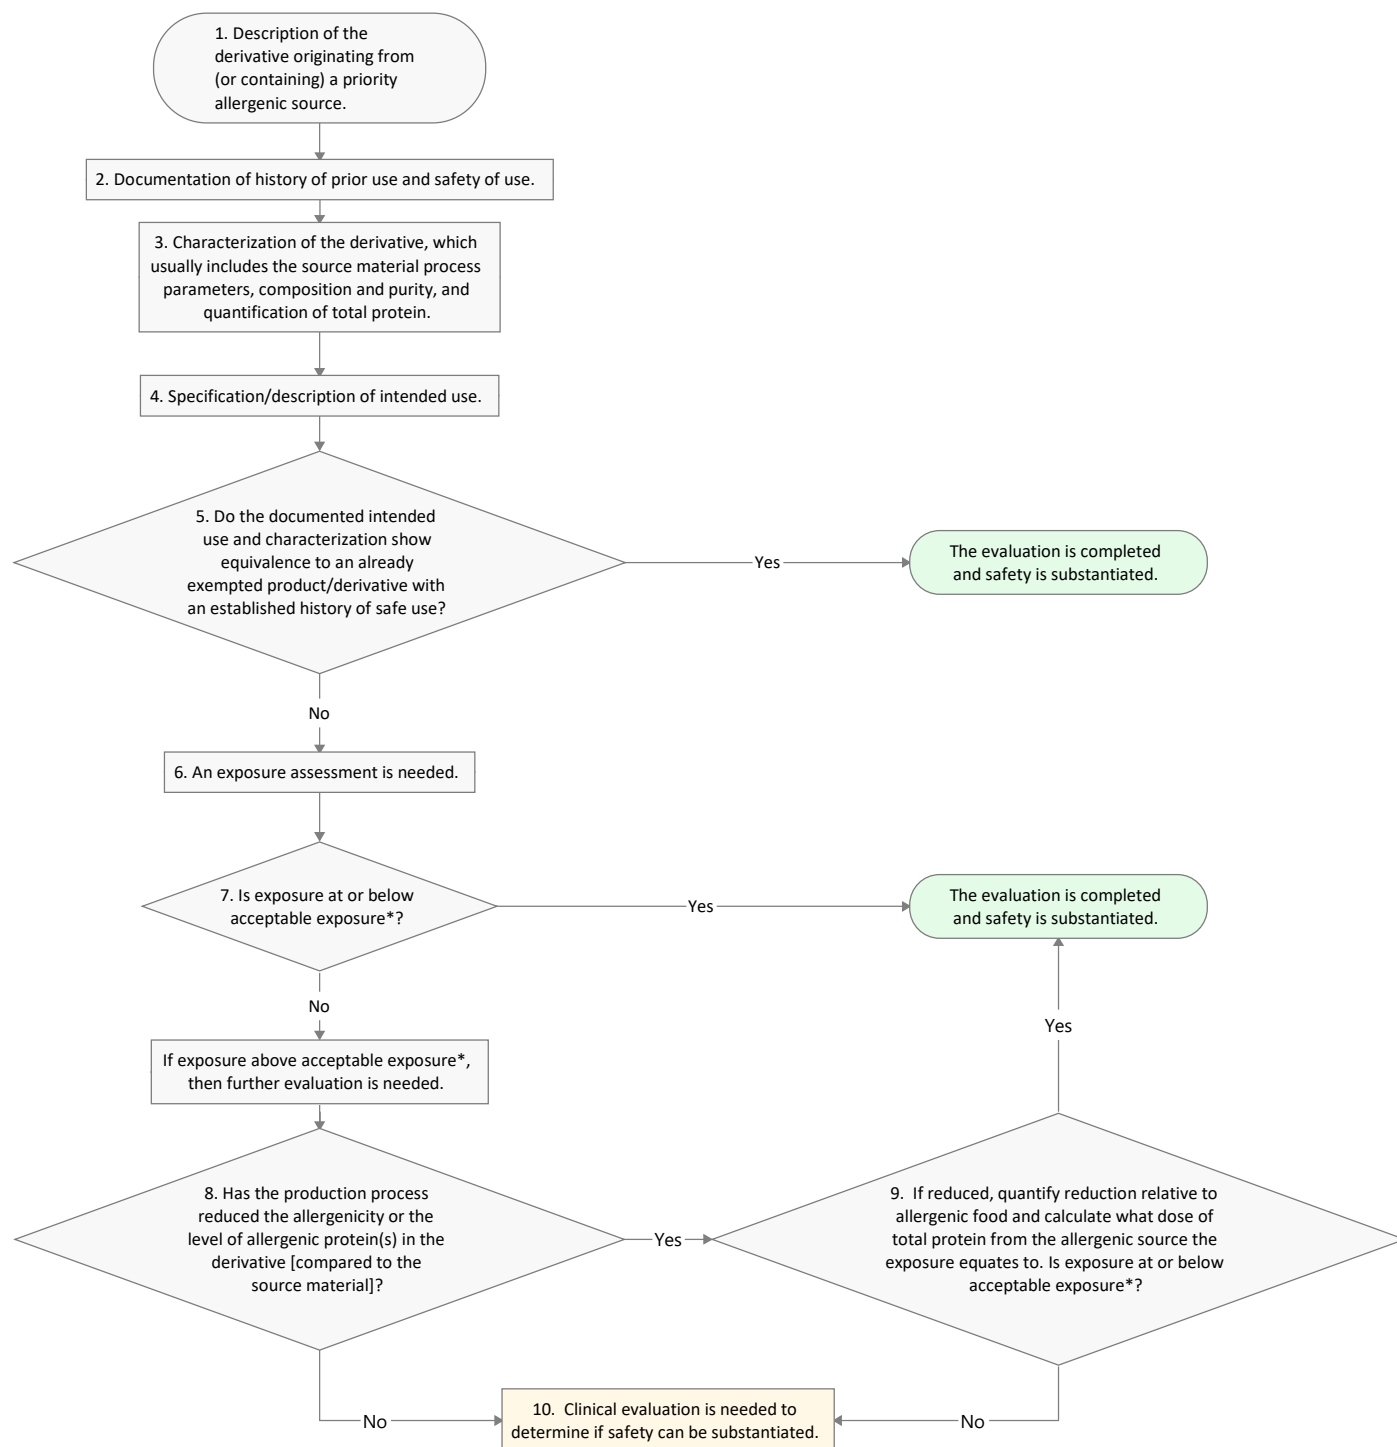 1. Description of the
derivative originating from
(or containing) a priority
allergenic source.
2. Documentation of history of prior use and safety of use.
3. Characterization of the derivative, which
usually includes the source material process
parameters, composition and purity, and
quantification of total protein.
4. Specification/description of intended use.
5. Do the documented intended
use and characterization show
equivalence to an already
exempted product/derivative with
an established history of safe use?
Yes
The evaluation is completed
and safety is substantiated.
No
6. An exposure assessment is needed.
7. Is exposure at or below
acceptable exposure*?
Yes
The evaluation is completed
and safety is substantiated.
No
If exposure above acceptable exposure*,
then further evaluation is needed.
Yes
8. Has the production process
reduced the allergenicity or the
level of allergenic protein(s) in the
derivative [compared to the
source material]?
Yes
9. If reduced, quantify reduction relative to
allergenic food and calculate what dose of
total protein from the allergenic source the
exposure equates to. Is exposure at or below
acceptable exposure*?
No
10. Clinical evaluation is needed to
determine if safety can be substantiated.
No